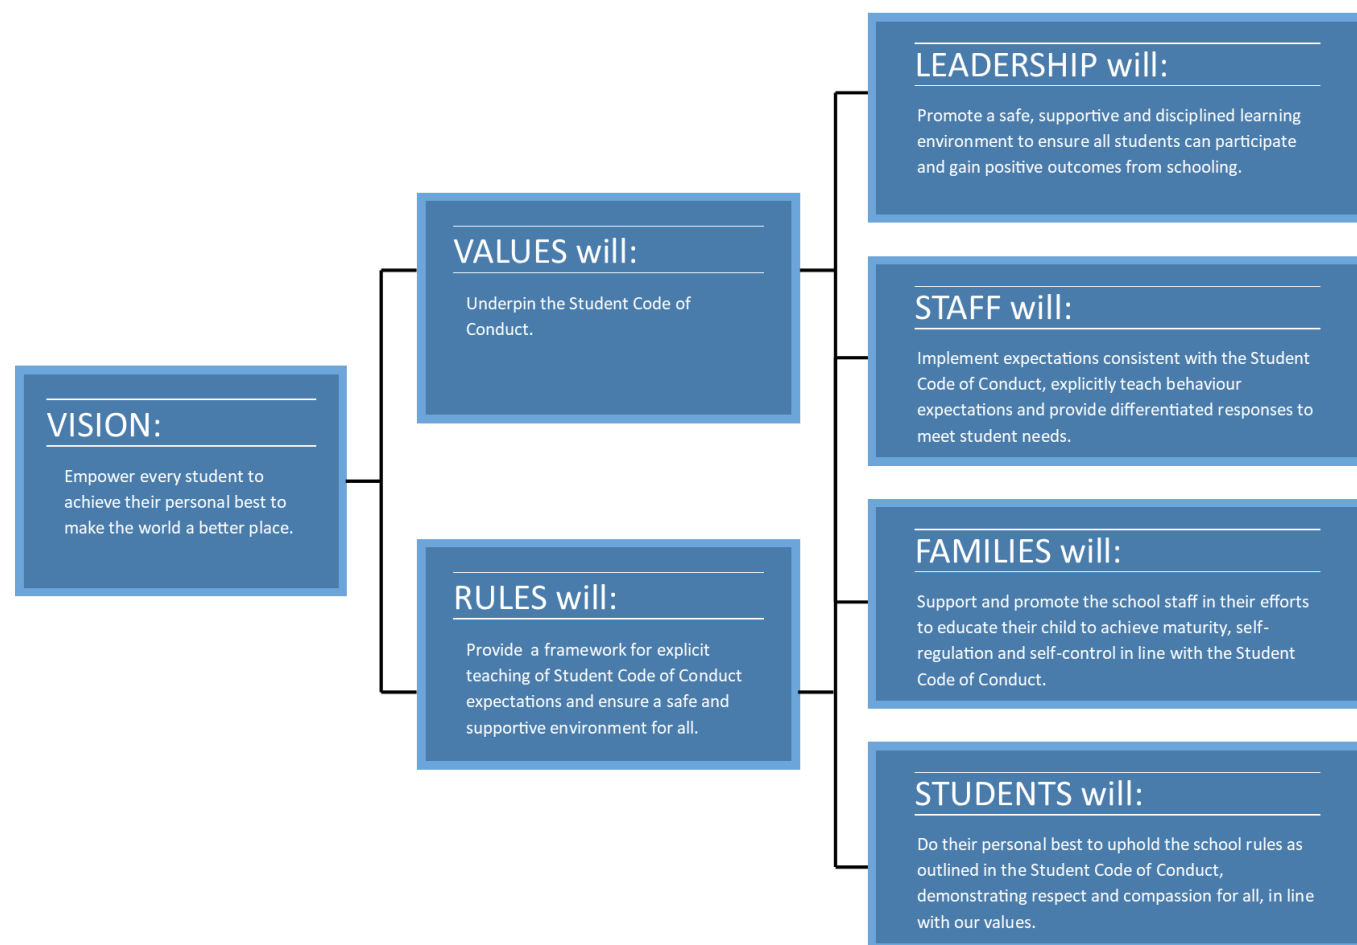 VISION:
Empower every student to
achieve their personal best to
make the world a better place.
VALUES will:
Underpin the Student Code of
Conduct.
RULES will:
Provide  a framework for explicit
teaching of Student Code of Conduct
expectations and ensure a safe and
supportive environment for all.
LEADERSHIP will:
Promote a safe, supportive and disciplined learning
environment to ensure all students can participate
and gain positive outcomes from schooling.
STAFF will:
Implement expectations consistent with the Student
Code of Conduct, explicitly teach behaviour
expectations and provide differentiated responses to
meet student needs.
FAMILIES will:
Support and promote the school staff in their efforts
to educate their child to achieve maturity, self-
regulation and self-control in line with the Student
Code of Conduct.
STUDENTS will:
Do their personal best to uphold the school rules as
outlined in the Student Code of Conduct,
demonstrating respect and compassion for all, in line
with our values.